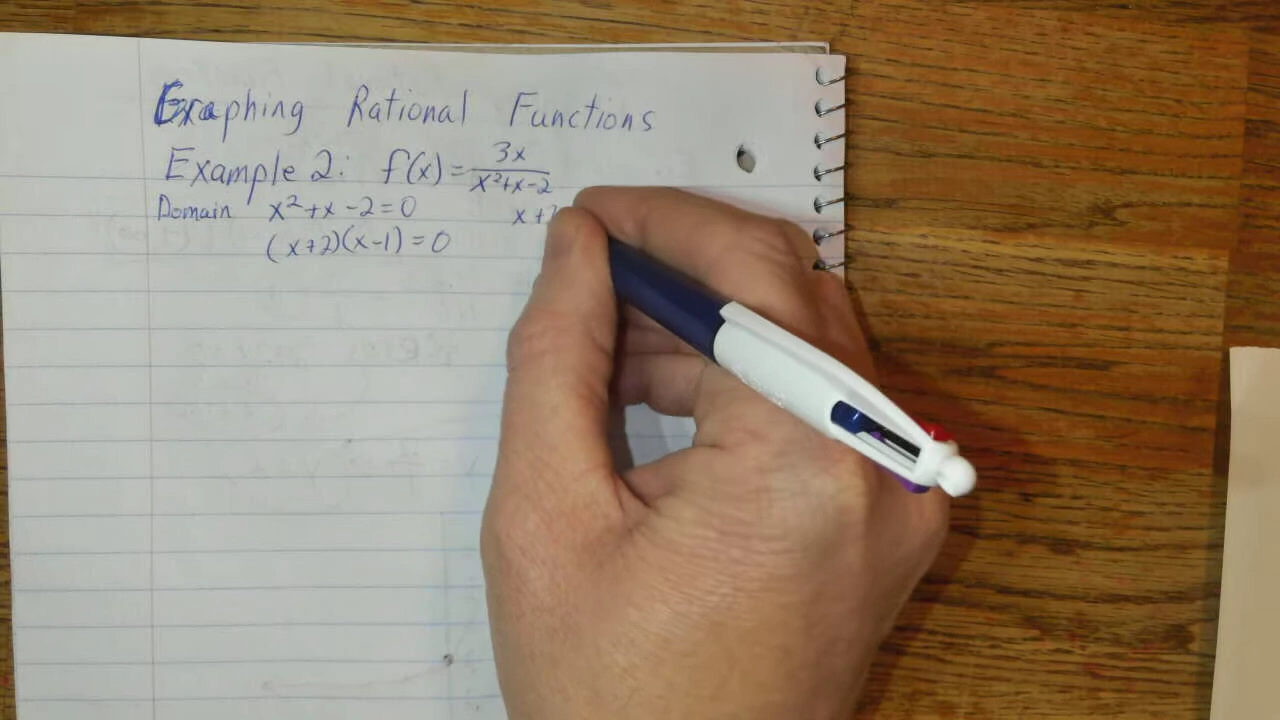 Graphing Rational Functions
Example 2: f(x) = 3x / x²+x-2
Domain x²+x-2=0 x+
(x+2)(x-1)=0